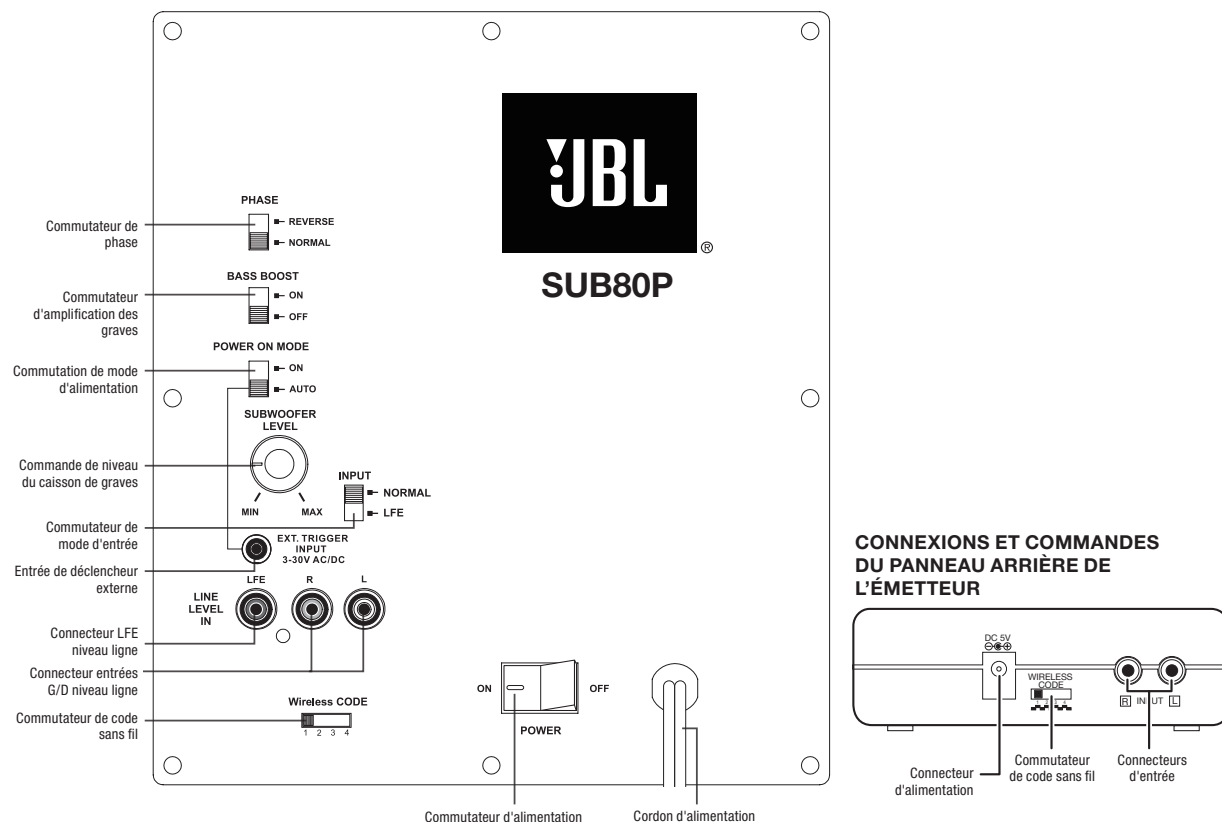 JBL
®
SUB80P
PHASE
REVERSE
NORMAL
Commutateur de
phase
BASS BOOST
ON
OFF
Commutateur
d'amplification des
graves
POWER ON MODE
ON
AUTO
Commutation de mode
d'alimentation
SUBWOOFER
LEVEL
MIN
MAX
Commande de niveau
du caisson de graves
INPUT
NORMAL
LFE
Commutateur de
mode d'entrée
EXT. TRIGGER
INPUT
3-30V AC/DC
Entrée de déclencheur
externe
LFE
R
L
LINE
LEVEL
IN
Connecteur LFE
niveau ligne
Connecteur entrées
G/D niveau ligne
Wireless CODE
1 2 3 4
Commutateur de code
sans fil
ON
OFF
POWER
Commutateur d'alimentation
Cordon d'alimentation
CONNEXIONS ET COMMANDES
DU PANNEAU ARRIÈRE DE
L'ÉMETTEUR
DC 5V
WIRELESS
CODE
1 2 3 4
R INPUT L
Connecteur
d'alimentation
Commutateur
de code sans fil
Connecteurs
d'entrée